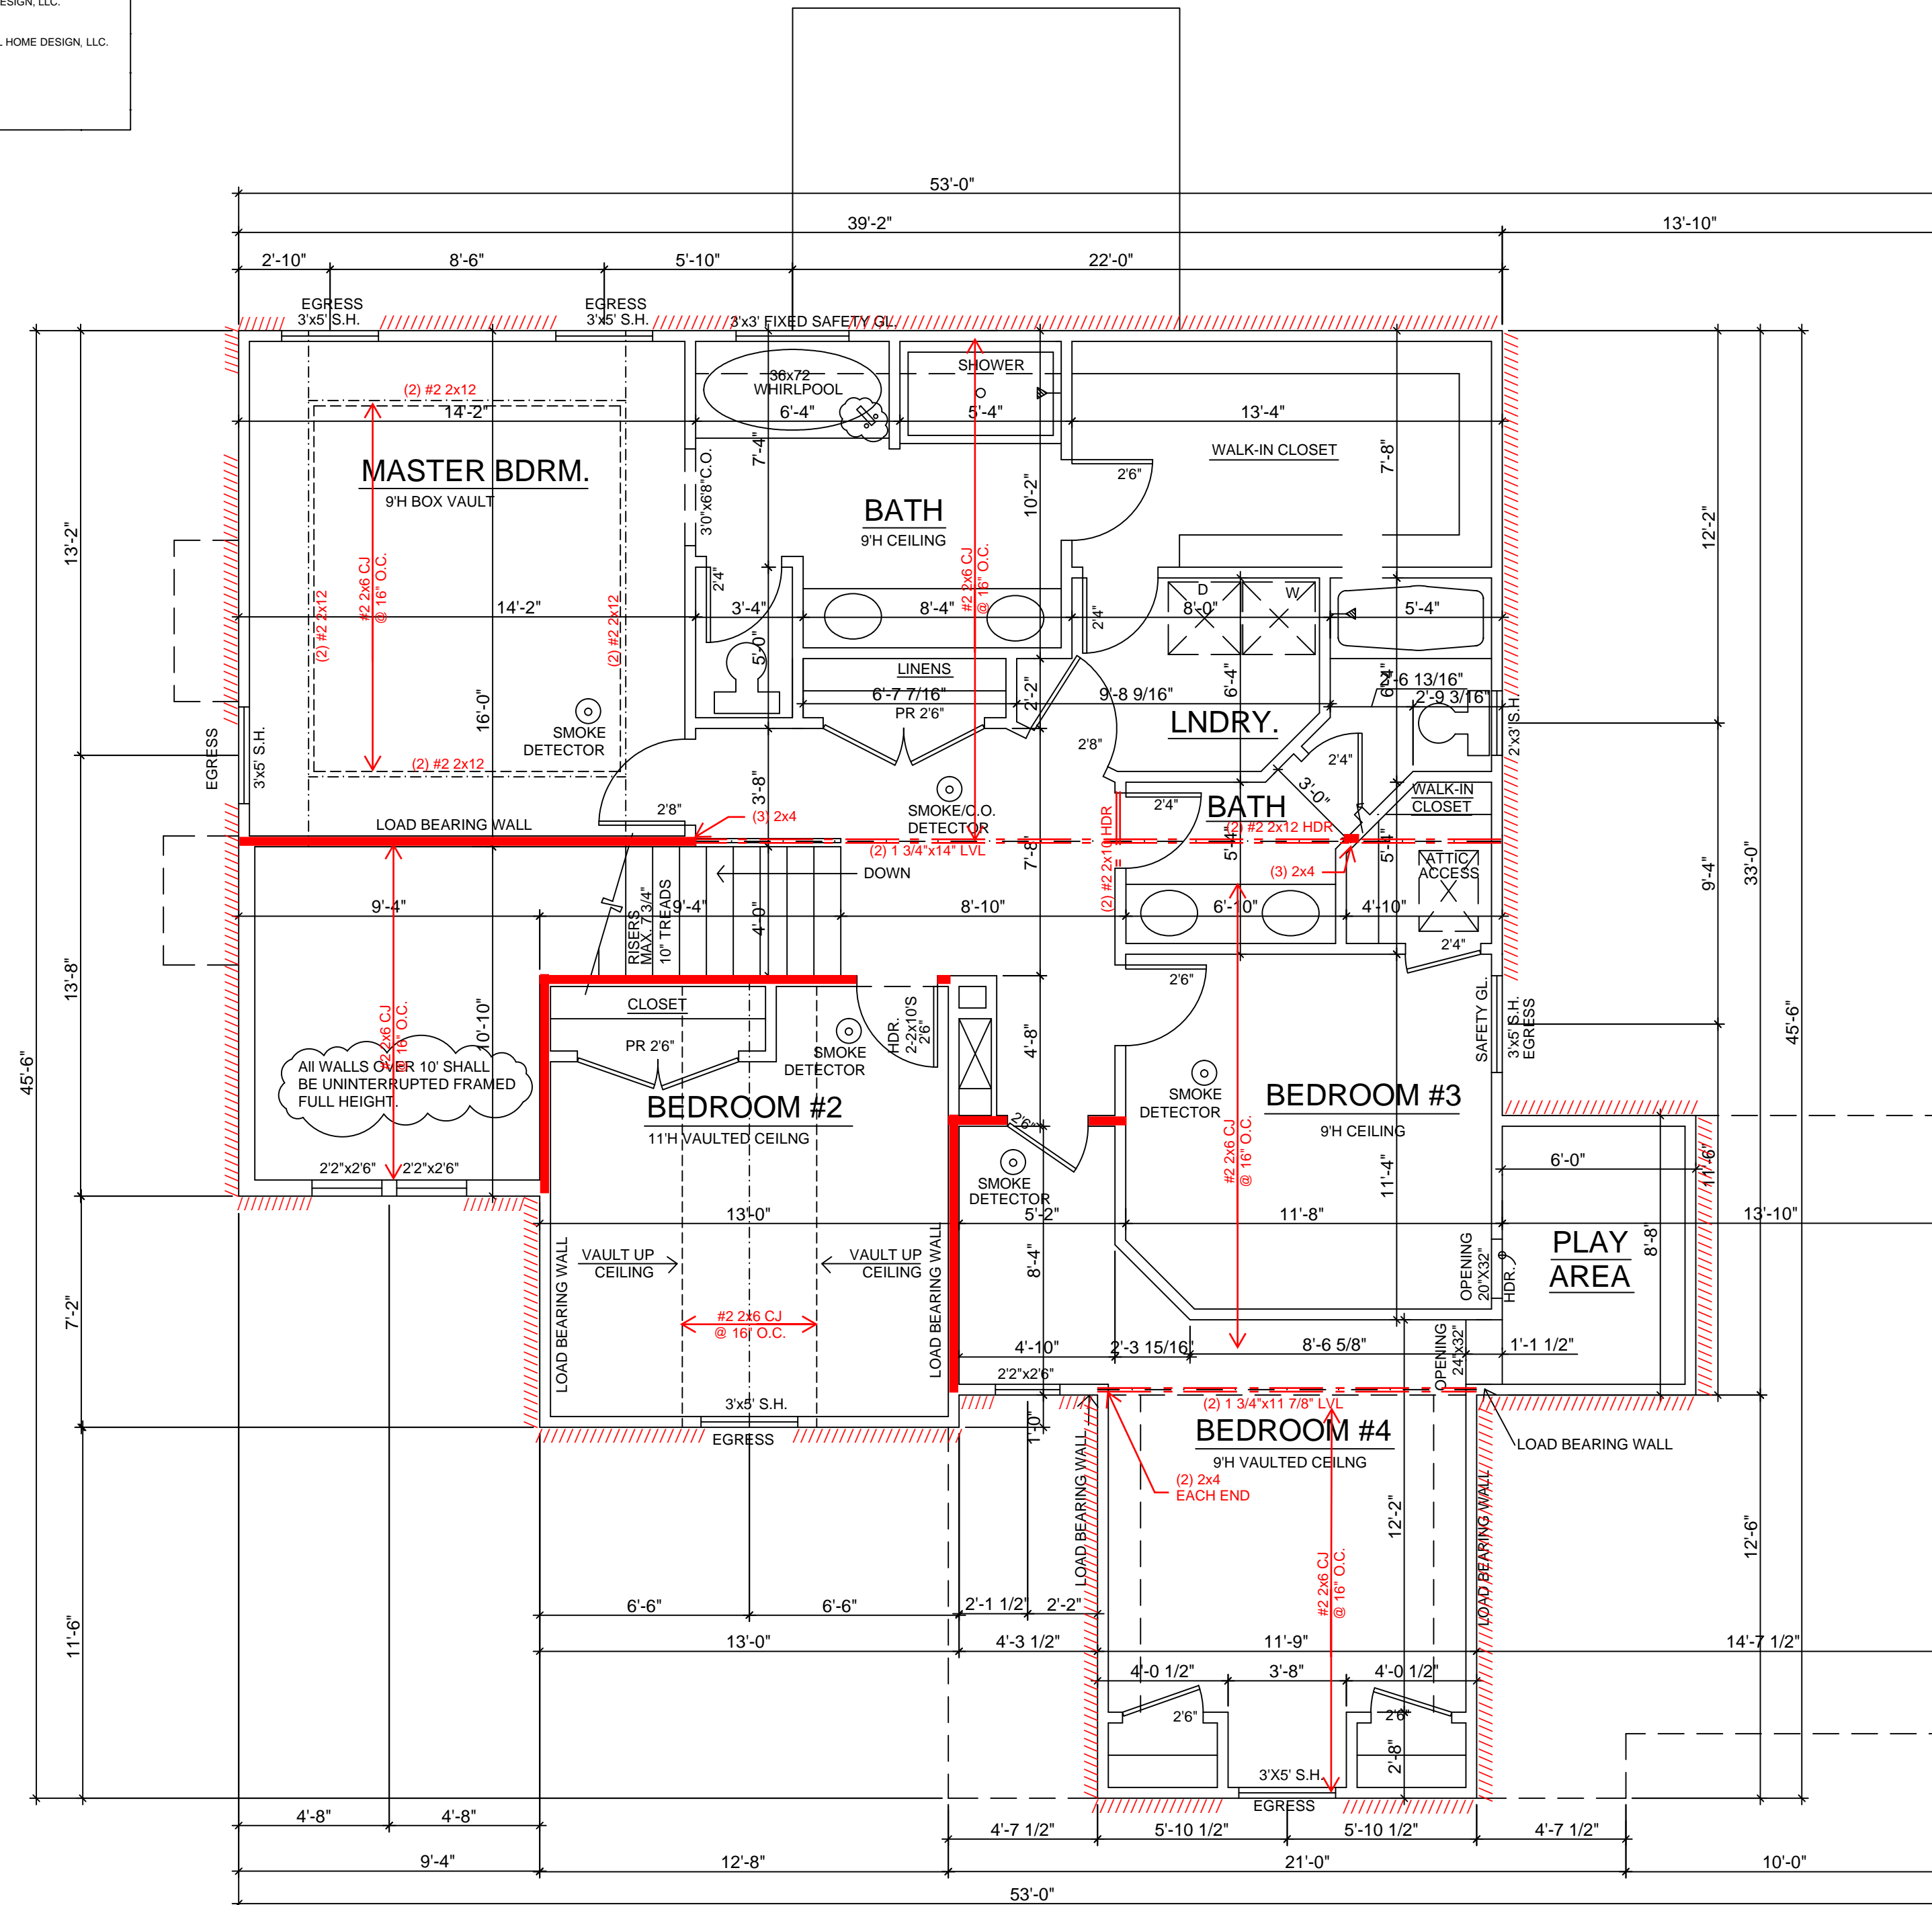 ESIGN, LLC.
HOME DESIGN, LLC.
53'-0"
39'-2"
13'-10"
2'-10"
8'-6"
5'-10"
22'-0"
EGRESS
3'x5' S.H.
EGRESS
3'x5' S.H.
3'x3' FIXED SAFETY GL.
(2) #2 2x12
14'-2"
36x72
WHIRLPOOL
6'-4"
SHOWER
5'-4"
13'-4"
7'-4"
7'-8"
WALK-IN CLOSET
MASTER BDRM.
9'H BOX VAULT
3'0"x6'8"C.O.
BATH
9'H CEILING
10'-2"
2'6"
13'-2"
12'-2"
#2 2x6 CJ
@ 16" O.C.
(2) #2 2x12
(2) #2 2x12
14'-2"
2'4"
3'-4"
8'-4"
#2 2x6 CJ
@ 16" O.C.
2'4"
D
W
8'-0"
5'-4"
5'-0"
LINENS
6'-7 7/16"
PR 2'6"
2'-2"
9'-8 9/16"
6'-4"
6'-4"
2'-6 13/16"
2'-9 3/16"
2'x3'S.H.
16'-0"
SMOKE
DETECTOR
LNDRY.
2'8"
2'4"
3'-0"
EGRESS
3'x5' S.H.
(2) #2 2x12
3'-8"
2'8"
(3) 2x4
LOAD BEARING WALL
SMOKE/C.O.
DETECTOR
(2) 1 3/4"x14" LVL
7'-8"
(2) #2 2x10 HDR
2'4"
BATH
(2) #2 2x12 HDR
5'-4"
5'-4"
WALK-IN
CLOSET
(3) 2x4
ATTIC
ACCESS
DOWN
9'-4"
33'-0"
9'-4"
9'-4"
RISERS
MAX. 7 3/4"
10" TREADS
4'-0"
8'-10"
6'-10"
4'-10"
2'4"
13'-8"
2'6"
SAFETY GL.
3'x5' S.H.
EGRESS
45'-6"
45'-6"
CLOSET
PR 2'6"
SMOKE
DETECTOR
HDR.
2-2x10'S
2'6"
4'-8"
10'-10"
#2 2x6 CJ
@ 16" O.C.
All WALLS OVER 10' SHALL
BE UNINTERRUPTED FRAMED
FULL HEIGHT.
BEDROOM #2
11'H VAULTED CEILNG
2'6"
SMOKE
DETECTOR
BEDROOM #3
9'H CEILING
#2 2x6 CJ
@ 16" O.C.
11'-4"
2'2"x2'6"
2'2"x2'6"
SMOKE
DETECTOR
6'-0"
11'-6"
13'-0"
5'-2"
11'-8"
13'-10"
8'-8"
PLAY
AREA
VAULT UP
CEILING
VAULT UP
CEILING
LOAD BEARING WALL
LOAD BEARING WALL
8'-4"
OPENING
20"X32"
HDR.
7'-2"
#2 2x6 CJ
@ 16" O.C.
4'-10"
2'-3 15/16"
8'-6 5/8"
OPENING
24"x32"
1'-1 1/2"
2'2"x2'6"
3'x5' S.H.
EGRESS
1'-0"
(2) 1 3/4"x11 7/8" LVL
BEDROOM #4
9'H VAULTED CEILNG
LOAD BEARING WALL
(2) 2x4
EACH END
LOAD BEARING WALL
LOAD BEARING WALL
12'-2"
12'-6"
#2 2x6 CJ
@ 16" O.C.
11'-6"
6'-6"
6'-6"
2'-1 1/2"
2'-2"
13'-0"
4'-3 1/2"
11'-9"
14'-7 1/2"
4'-0 1/2"
3'-8"
4'-0 1/2"
2'6"
2'6"
2'-8"
3'X5' S.H.
EGRESS
4'-8"
4'-8"
4'-7 1/2"
5'-10 1/2"
5'-10 1/2"
4'-7 1/2"
9'-4"
12'-8"
21'-0"
10'-0"
53'-0"